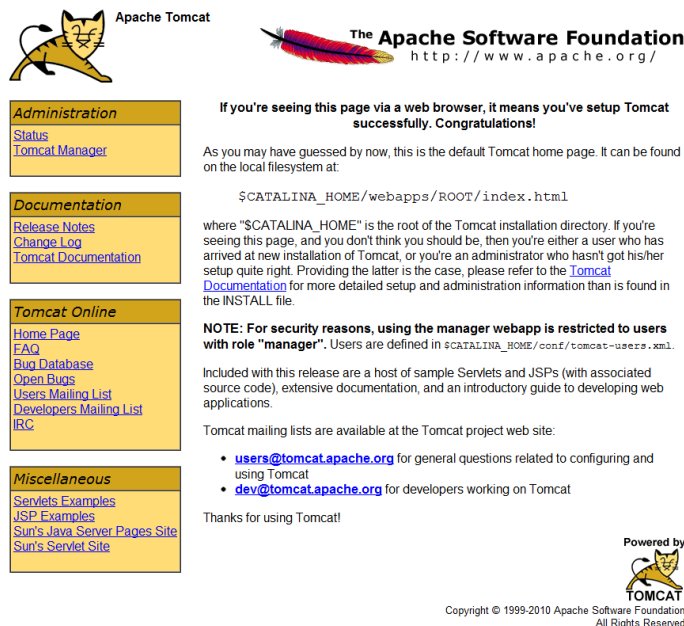 Apache Tomcat
The Apache Software Foundation
http://www.apache.org/
Administration
Status
Tomcat Manager
Documentation
Release Notes
Change Log
Tomcat Documentation
Tomcat Online
Home Page
FAQ
Bug Database
Open Bugs
Users Mailing List
Developers Mailing List
IRC
Miscellaneous
Servlets Examples
JSP Examples
Sun's Java Server Pages Site
Sun's Servlet Site
If you're seeing this page via a web browser, it means you've setup Tomcat
successfully. Congratulations!
As you may have guessed by now, this is the default Tomcat home page. It can be found
on the local filesystem at:
$CATALINA_HOME/webapps/ROOT/index.html
where "$CATALINA_HOME" is the root of the Tomcat installation directory. If you're
seeing this page, and you don't think you should be, then you're either a user who has
arrived at new installation of Tomcat, or you're an administrator who hasn't got his/her
setup quite right. Providing the latter is the case, please refer to the Tomcat
Documentation for more detailed setup and administration information than is found in
the INSTALL file.
NOTE: For security reasons, using the manager webapp is restricted to users
with role "manager". Users are defined in $CATALINA_HOME/conf/tomcat-users.xml.
Included with this release are a host of sample Servlets and JSPs (with associated
source code), extensive documentation, and an introductory guide to developing web
applications.
Tomcat mailing lists are available at the Tomcat project web site:
• users@tomcat.apache.org for general questions related to configuring and
using Tomcat
• dev@tomcat.apache.org for developers working on Tomcat
Thanks for using Tomcat!
Powered by
TOMCAT
Copyright © 1999-2010 Apache Software Foundation
All Rights Reserved